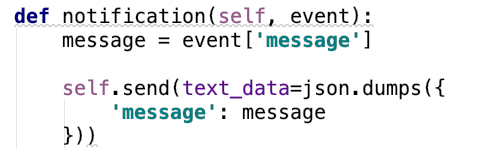 def notification(self, event):
    message = event['message']

    self.send(text_data=json.dumps({
        'message': message
    }))